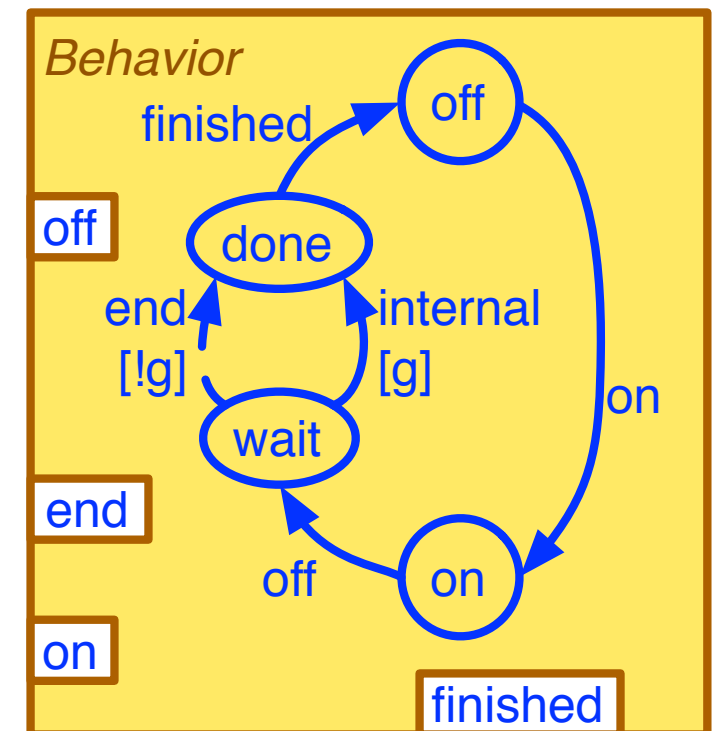 Behavior
off
finished
off
done
end
internal
[!g]
[g]
on
wait
end
off
on
on
finished